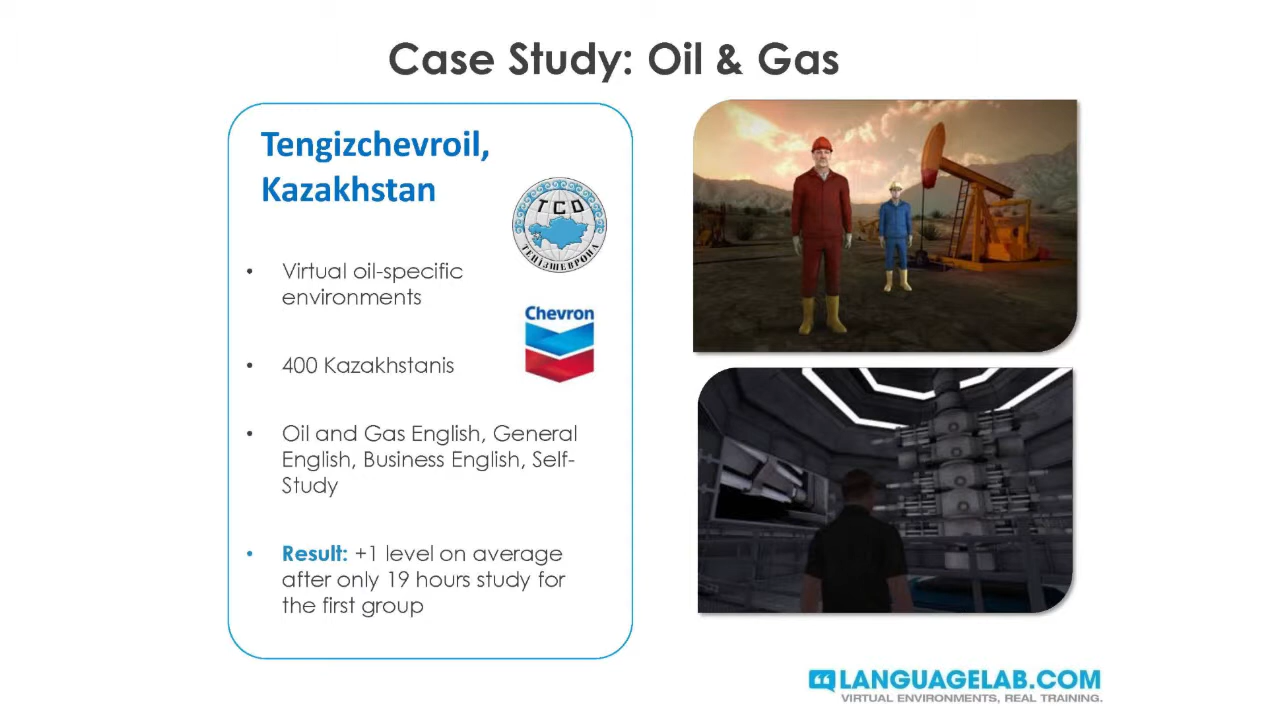 Case Study: Oil & Gas
Tengizchevroil,
Kazakhstan
TCO
ТЕНІЗШЕВРОЙЛ
• Virtual oil-specific
environments
Chevron
• 400 Kazakhstanis
• Oil and Gas English, General
English, Business English, Self-
Study
• Result: +1 level on average
after only 19 hours study for
the first group
LANGUAGELAB.COM
VIRTUAL ENVIRONMENTS, REAL TRAINING.